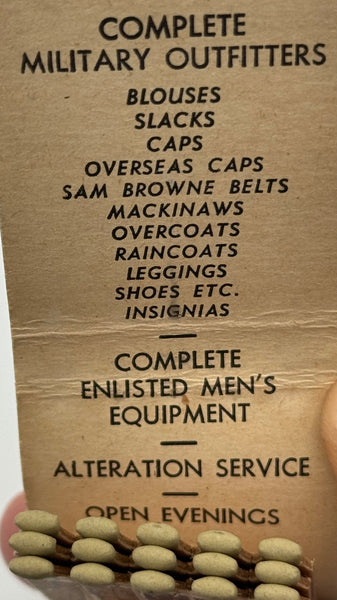 COMPLETE
MILITARY OUTFITTERS
BLOUSES
SLACKS
CAPS
OVERSEAS CAPS
SAM BROWNE BELTS
MACKINAWS
OVERCOATS
RAINCOATS
LEGGINGS
SHOES ETC.
INSIGNIAS
COMPLETE
ENLISTED MEN'S
EQUIPMENT
ALTERATION SERVICE
OPEN EVENINGS